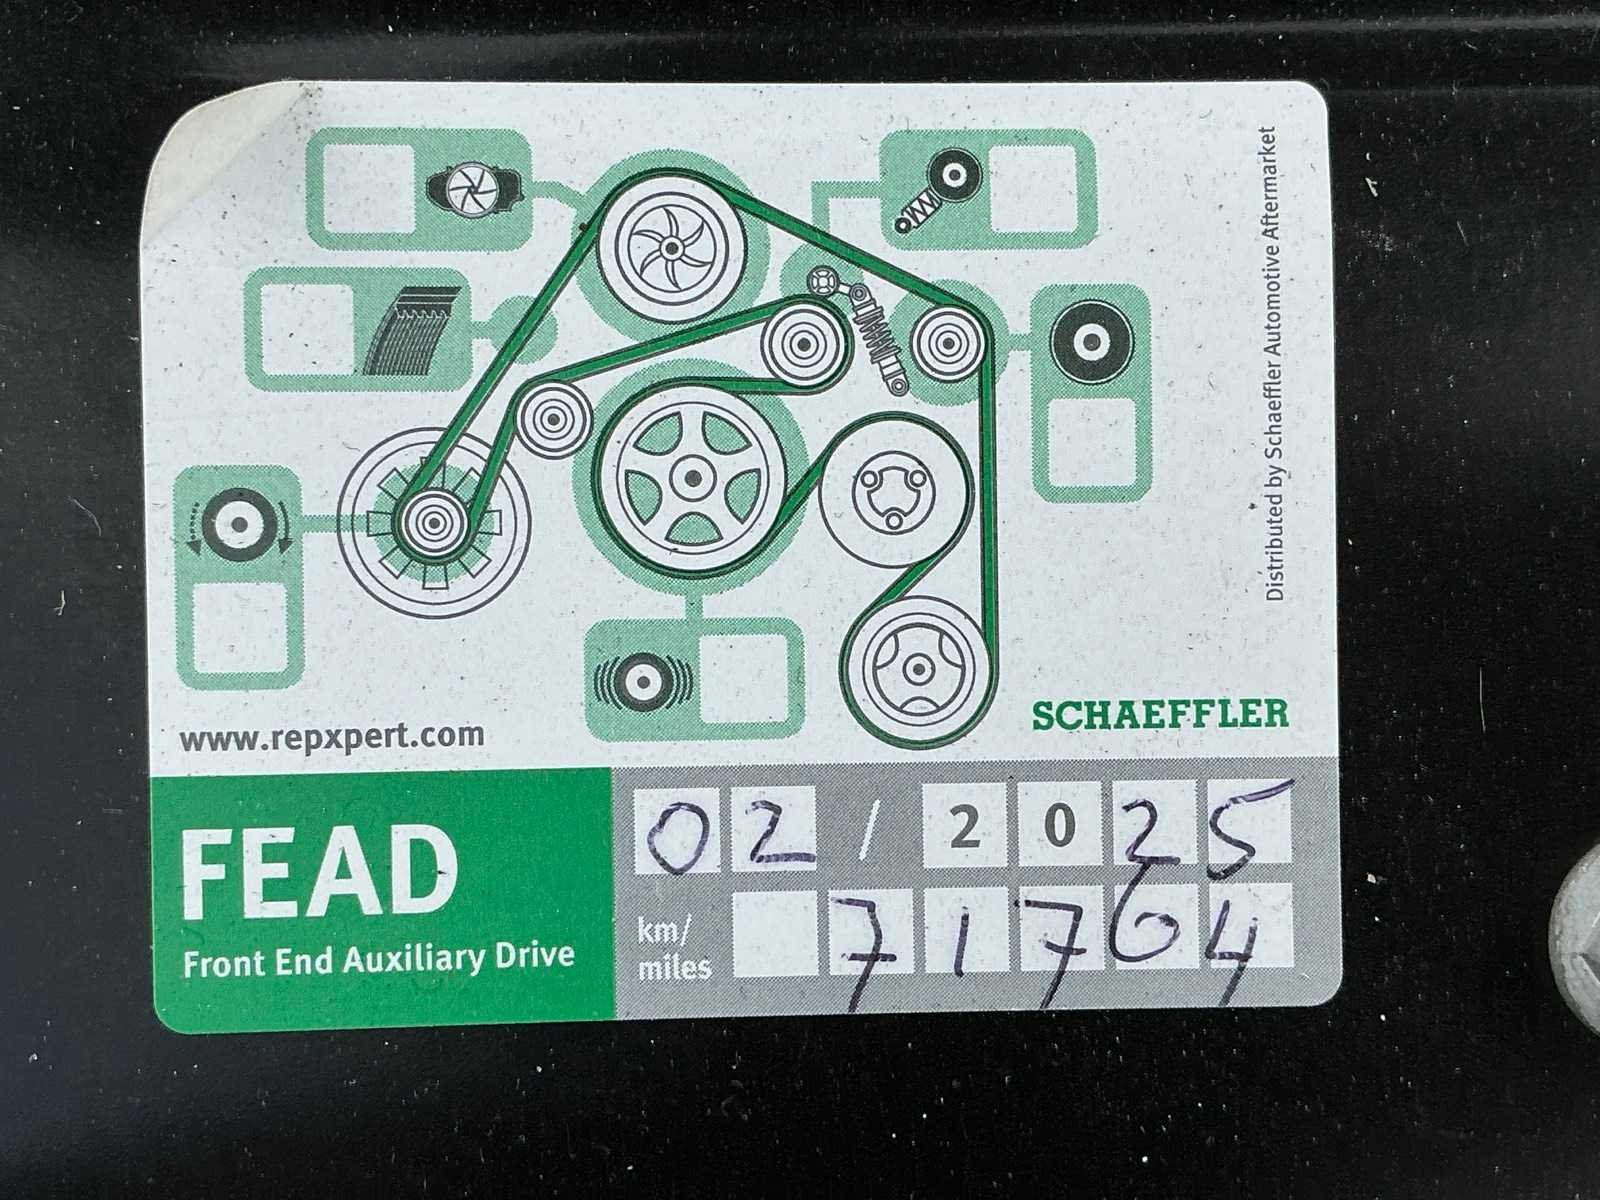 Distributed by Schaeffler Automotive Aftermarket
SCHAEFFLER
www.repxpert.com
FEAD
Front End Auxiliary Drive
02 / 2025
km/
miles 71764